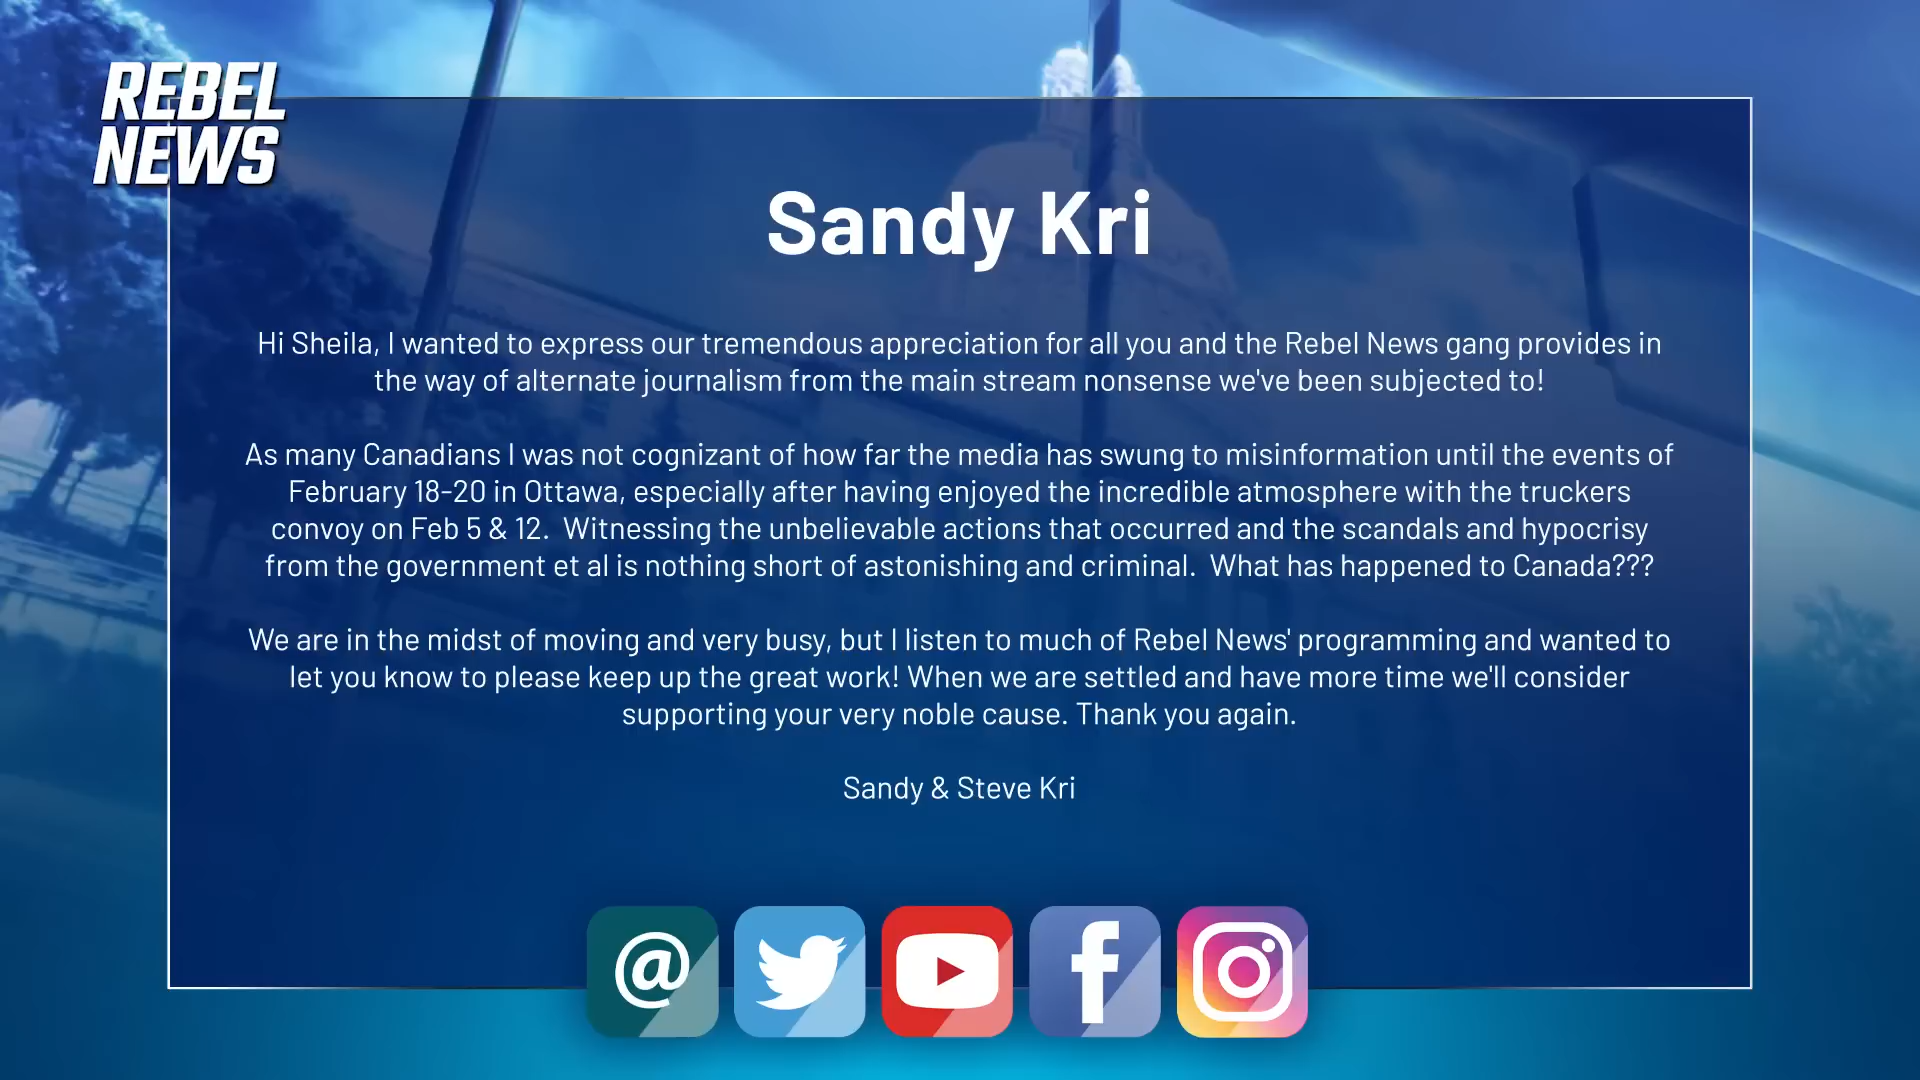 REBEL
NEWS
Sandy Kri
Hi Sheila, I wanted to express our tremendous appreciation for all you and the Rebel News gang provides in
the way of alternate journalism from the main stream nonsense we've been subjected to!
As many Canadians I was not cognizant of how far the media has swung to misinformation until the events of
February 18-20 in Ottawa, especially after having enjoyed the incredible atmosphere with the truckers
convoy on Feb 5 & 12.  Witnessing the unbelievable actions that occurred and the scandals and hypocrisy
from the government et al is nothing short of astonishing and criminal.  What has happened to Canada???
We are in the midst of moving and very busy, but I listen to much of Rebel News' programming and wanted to
let you know to please keep up the great work! When we are settled and have more time we'll consider
supporting your very noble cause. Thank you again.
Sandy & Steve Kri